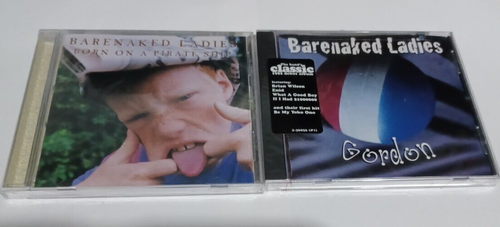 BARENAKED LADIES
BORN ON A PIRATE SHIP
Barenaked Ladies
classic
Featuring:
Brian Wilson
Enid
What A Good Boy
If I Had $1000000
and their first hit
Be My Yoko Ono
Gordon